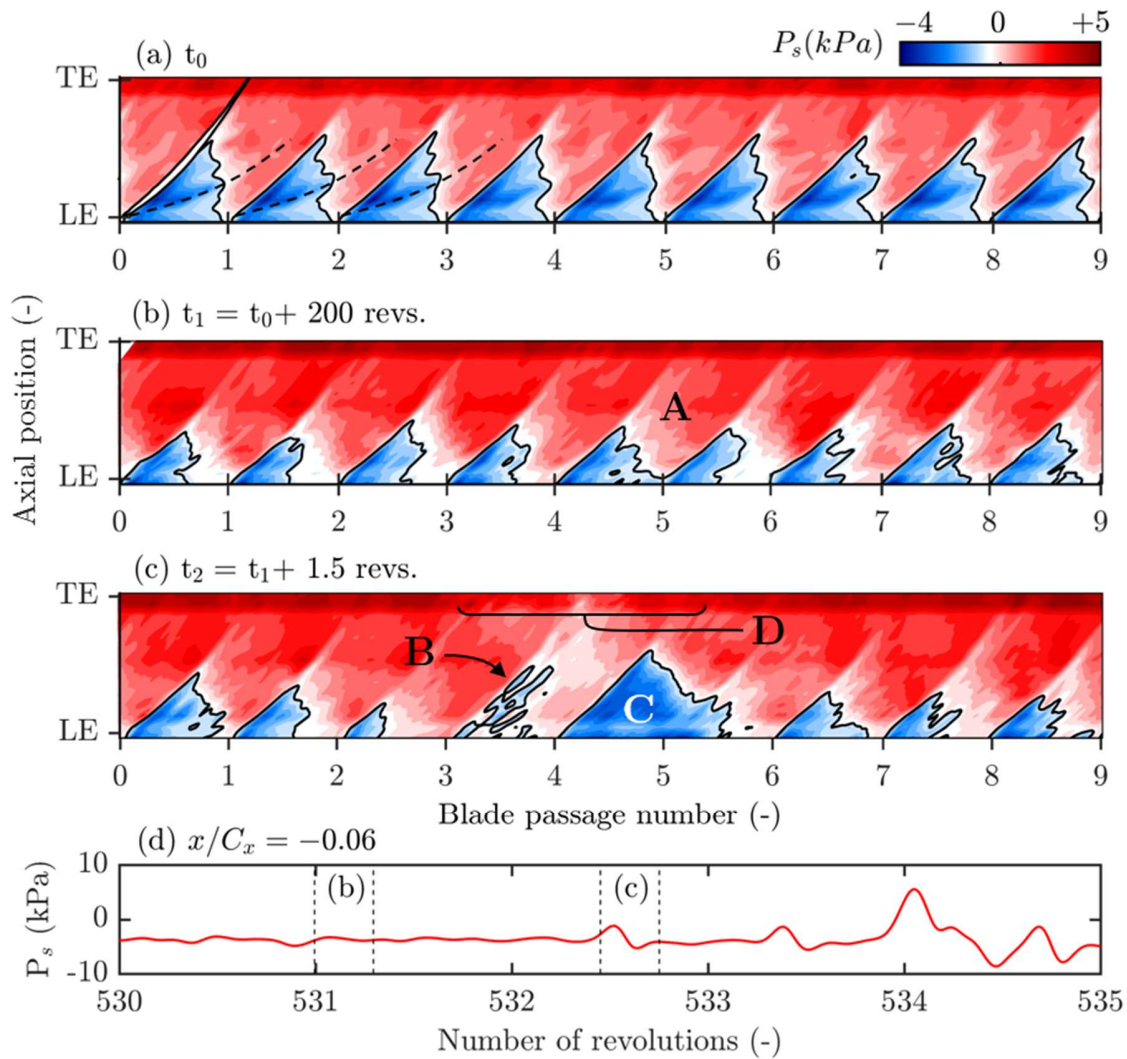 (a) t₀
Pₛ(kPa) −4 0 +5
TE
LE
0 1 2 3 4 5 6 7 8 9
(b) t₁ = t₀+ 200 revs.
Axial position (-)
TE
A
LE
0 1 2 3 4 5 6 7 8 9
(c) t₂ = t₁+ 1.5 revs.
TE
B
D
C
LE
0 1 2 3 4 5 6 7 8 9
Blade passage number (-)
(d) x/Cₓ = −0.06
Pₛ (kPa)
10
0
-10
(b) (c)
530 531 532 533 534 535
Number of revolutions (-)